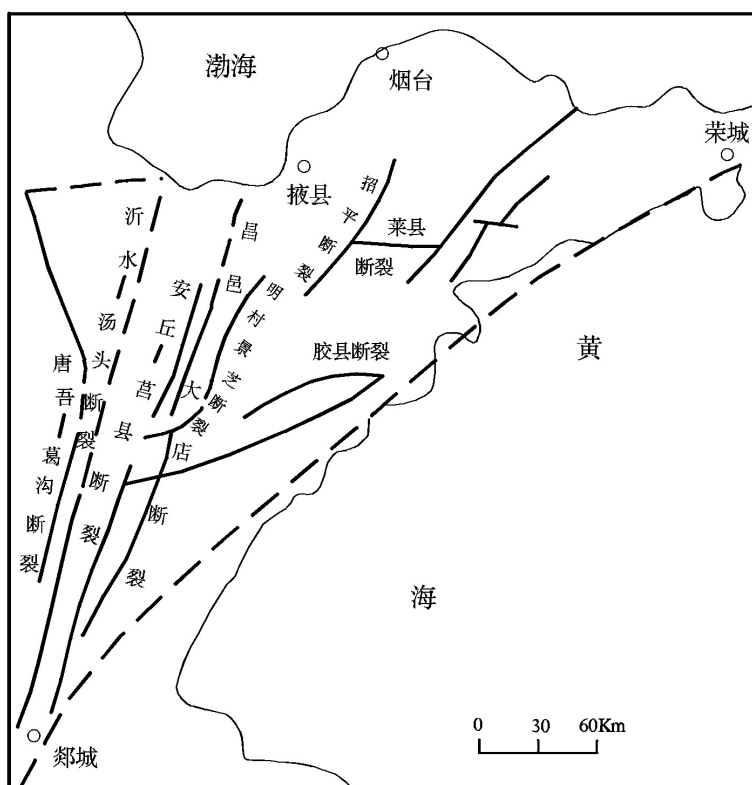 渤海
烟台
荣城
掖县
招平断裂
莱县
断裂
沂水汤头断裂
昌邑大店断裂
安丘莒县断裂
明村景芝断裂
胶县断裂
唐吾葛沟断裂
黄
海
0 30 60Km
郯城